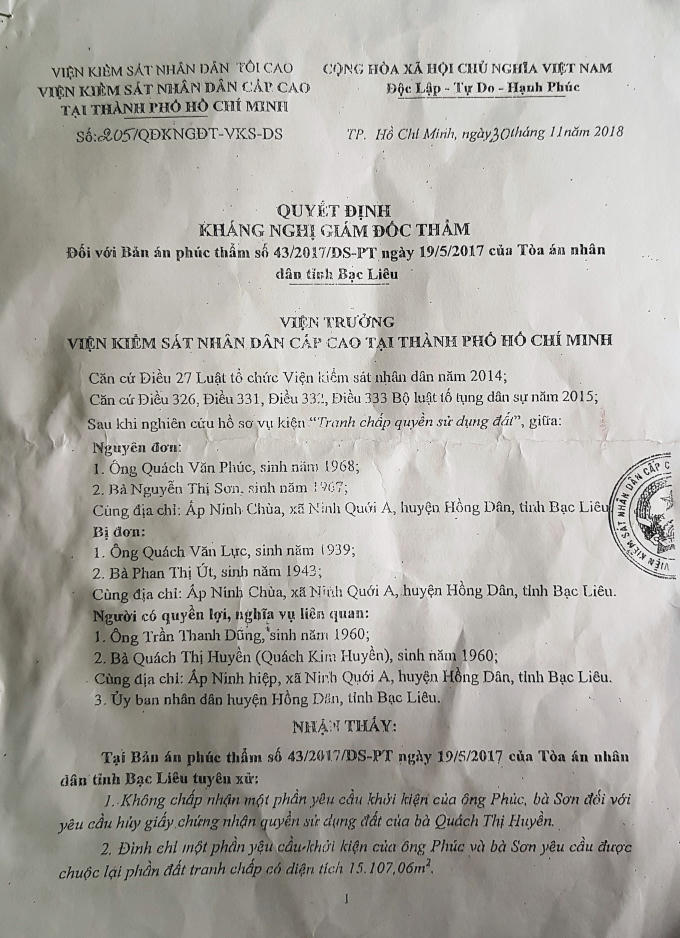 VIỆN KIỂM SÁT NHÂN DÂN TỐI CAO
VIỆN KIỂM SÁT NHÂN DÂN CẤP CAO
TẠI THÀNH PHỐ HỒ CHÍ MINH
Số:205/QĐKNGĐT-VKS-DS
CỘNG HÒA XÃ HỘI CHỦ NGHĨA VIỆT NAM
Độc Lập - Tự Do - Hạnh Phúc
TP. Hồ Chí Minh, ngày 30 tháng 11 năm 2018
QUYẾT ĐỊNH
KHÁNG NGHỊ GIÁM ĐỐC THẨM
Đối với Bản án phúc thẩm số 43/2017/DS-PT ngày 19/5/2017 của Tòa án nhân
dân tỉnh Bạc Liêu
VIỆN TRƯỞNG
VIỆN KIỂM SÁT NHÂN DÂN CẤP CAO TẠI THÀNH PHỐ HỒ CHÍ MINH
Căn cứ Điều 27 Luật tổ chức Viện kiểm sát nhân dân năm 2014;
Căn cứ Điều 326, Điều 331, Điều 332, Điều 333 Bộ luật tố tụng dân sự năm 2015;
Sau khi nghiên cứu hồ sơ vụ kiện “Tranh chấp quyền sử dụng đất”, giữa:
Nguyên đơn:
1. Ông Quách Văn Phúc, sinh năm 1968;
2. Bà Nguyễn Thị Sơn, sinh năm 1967;
Cùng địa chỉ: Ấp Ninh Chùa, xã Ninh Quới A, huyện Hồng Dân, tỉnh Bạc Liêu
Bị đơn:
1. Ông Quách Văn Lực, sinh năm 1939;
2. Bà Phan Thị Út, sinh năm 1943;
Cùng địa chỉ: Ấp Ninh Chùa, xã Ninh Quới A, huyện Hồng Dân, tỉnh Bạc Liêu.
Người có quyền lợi, nghĩa vụ liên quan:
1. Ông Trần Thanh Dũng, sinh năm 1960;
2. Bà Quách Thị Huyền (Quách Kim Huyền), sinh năm 1960;
Cùng địa chỉ: Ấp Ninh hiệp, xã Ninh Quới A, huyện Hồng Dân, tỉnh Bạc Liêu.
3. Ủy ban nhân dân huyện Hồng Dân, tỉnh Bạc Liêu.
VIỆN KIỂM SÁT NHÂN DÂN CẤP C
NHẬN THẤY:
Tại Bản án phúc thẩm số 43/2017/DS-PT ngày 19/5/2017 của Tòa án nhân
dân tỉnh Bạc Liêu tuyên xử:
1. Không chấp nhận một phần yêu cầu khởi kiện của ông Phúc, bà Sơn đối với
yêu cầu hủy giấy chứng nhận quyền sử dụng đất của bà Quách Thị Huyền.
2. Đình chỉ một phần yêu cầu khởi kiện của ông Phúc và bà Sơn yêu cầu được
chuộc lại phần đất tranh chấp có diện tích 15.107,06m².
1